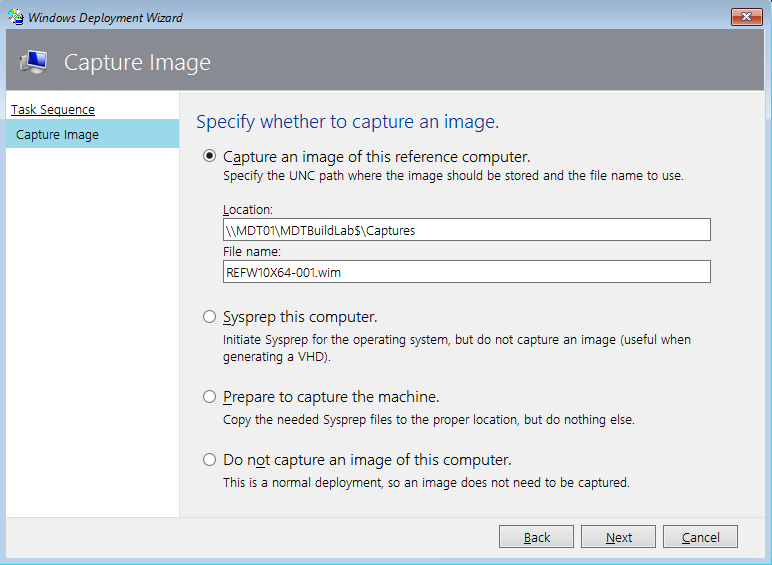 Windows Deployment Wizard
Capture Image
Task Sequence
Capture Image
Specify whether to capture an image.
Capture an image of this reference computer.
Specify the UNC path where the image should be stored and the file name to use.
Location:
\\MDT01\MDTBuildLab$\Captures
File name:
REFW10X64-001.wim
Sysprep this computer.
Initiate Sysprep for the operating system, but do not capture an image (useful when
generating a VHD).
Prepare to capture the machine.
Copy the needed Sysprep files to the proper location, but do nothing else.
Do not capture an image of this computer.
This is a normal deployment, so an image does not need to be captured.
Back
Next
Cancel